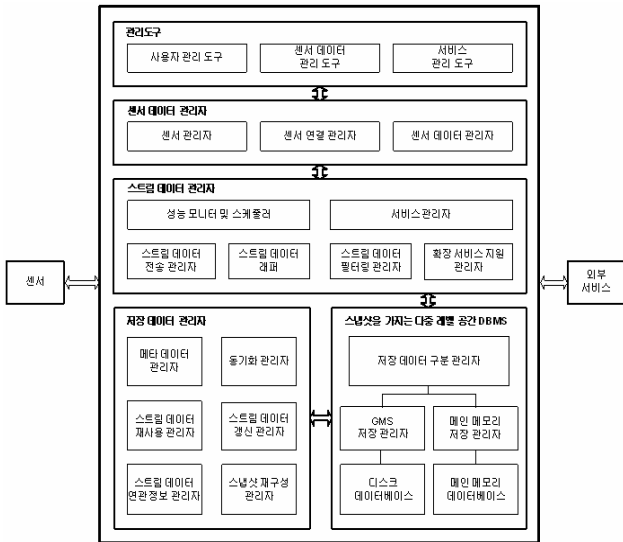 관리도구
사용자 관리 도구
센서 데이터
관리 도구
서비스
관리 도구
센서 데이터 관리자
센서 관리자
센서 연결 관리자
센서 데이터 관리자
스트림 데이터 관리자
성능 모니터 및 스케줄러
서비스관리자
스트림 데이터
전송 관리자
스트림 데이터
래퍼
스트림 데이터
필터링 관리자
확장 서비스 지원
관리자
센서
외부
서비스
저장 데이터 관리자
메타 데이터
관리자
동기화 관리자
스트림 데이터
재사용 관리자
스트림 데이터
갱신 관리자
스트림 데이터
연관정보 관리자
스냅샷 재구성
관리자
스냅샷을 가지는 다중 레벨 공간 DBMS
저장 데이터 구분 관리자
GMS
저장 관리자
메인 메모리
저장 관리자
디스크
데이터베이스
메인 메모리
데이터베이스